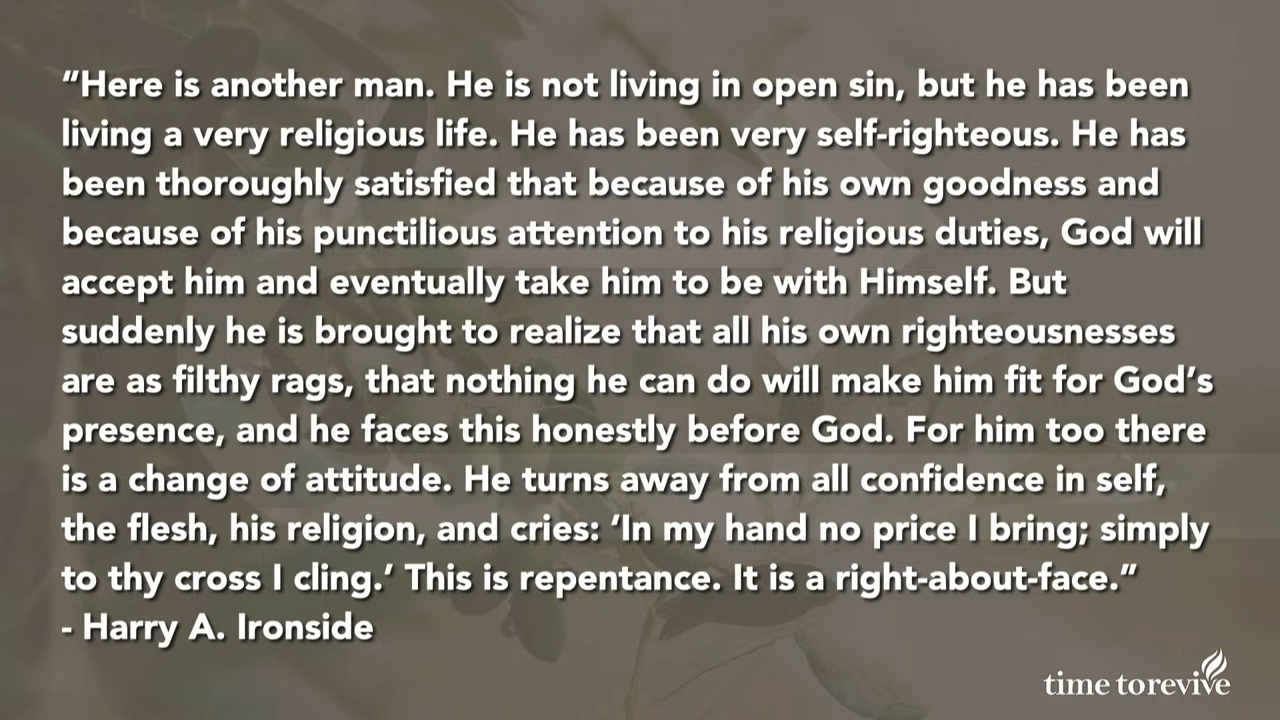 “Here is another man. He is not living in open sin, but he has been
living a very religious life. He has been very self-righteous. He has
been thoroughly satisfied that because of his own goodness and
because of his punctilious attention to his religious duties, God will
accept him and eventually take him to be with Himself. But
suddenly he is brought to realize that all his own righteousnesses
are as filthy rags, that nothing he can do will make him fit for God’s
presence, and he faces this honestly before God. For him too there
is a change of attitude. He turns away from all confidence in self,
the flesh, his religion, and cries: ‘In my hand no price I bring; simply
to thy cross I cling.’ This is repentance. It is a right-about-face.”
- Harry A. Ironside
time to revive